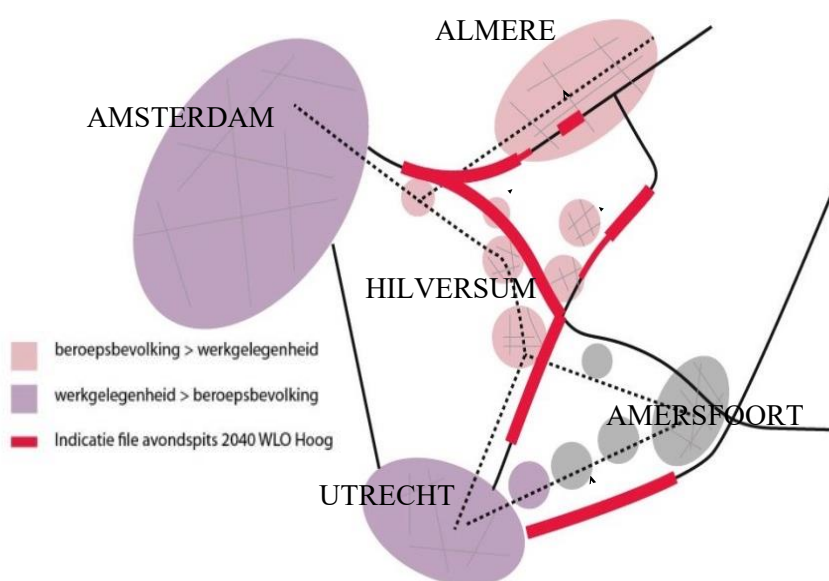 ALMERE
AMSTERDAM
HILVERSUM
beroepsbevolking > werkgelegenheid
werkgelegenheid > beroepsbevolking
Indicatie file avondspits 2040 WLO Hoog
AMERSFOORT
UTRECHT